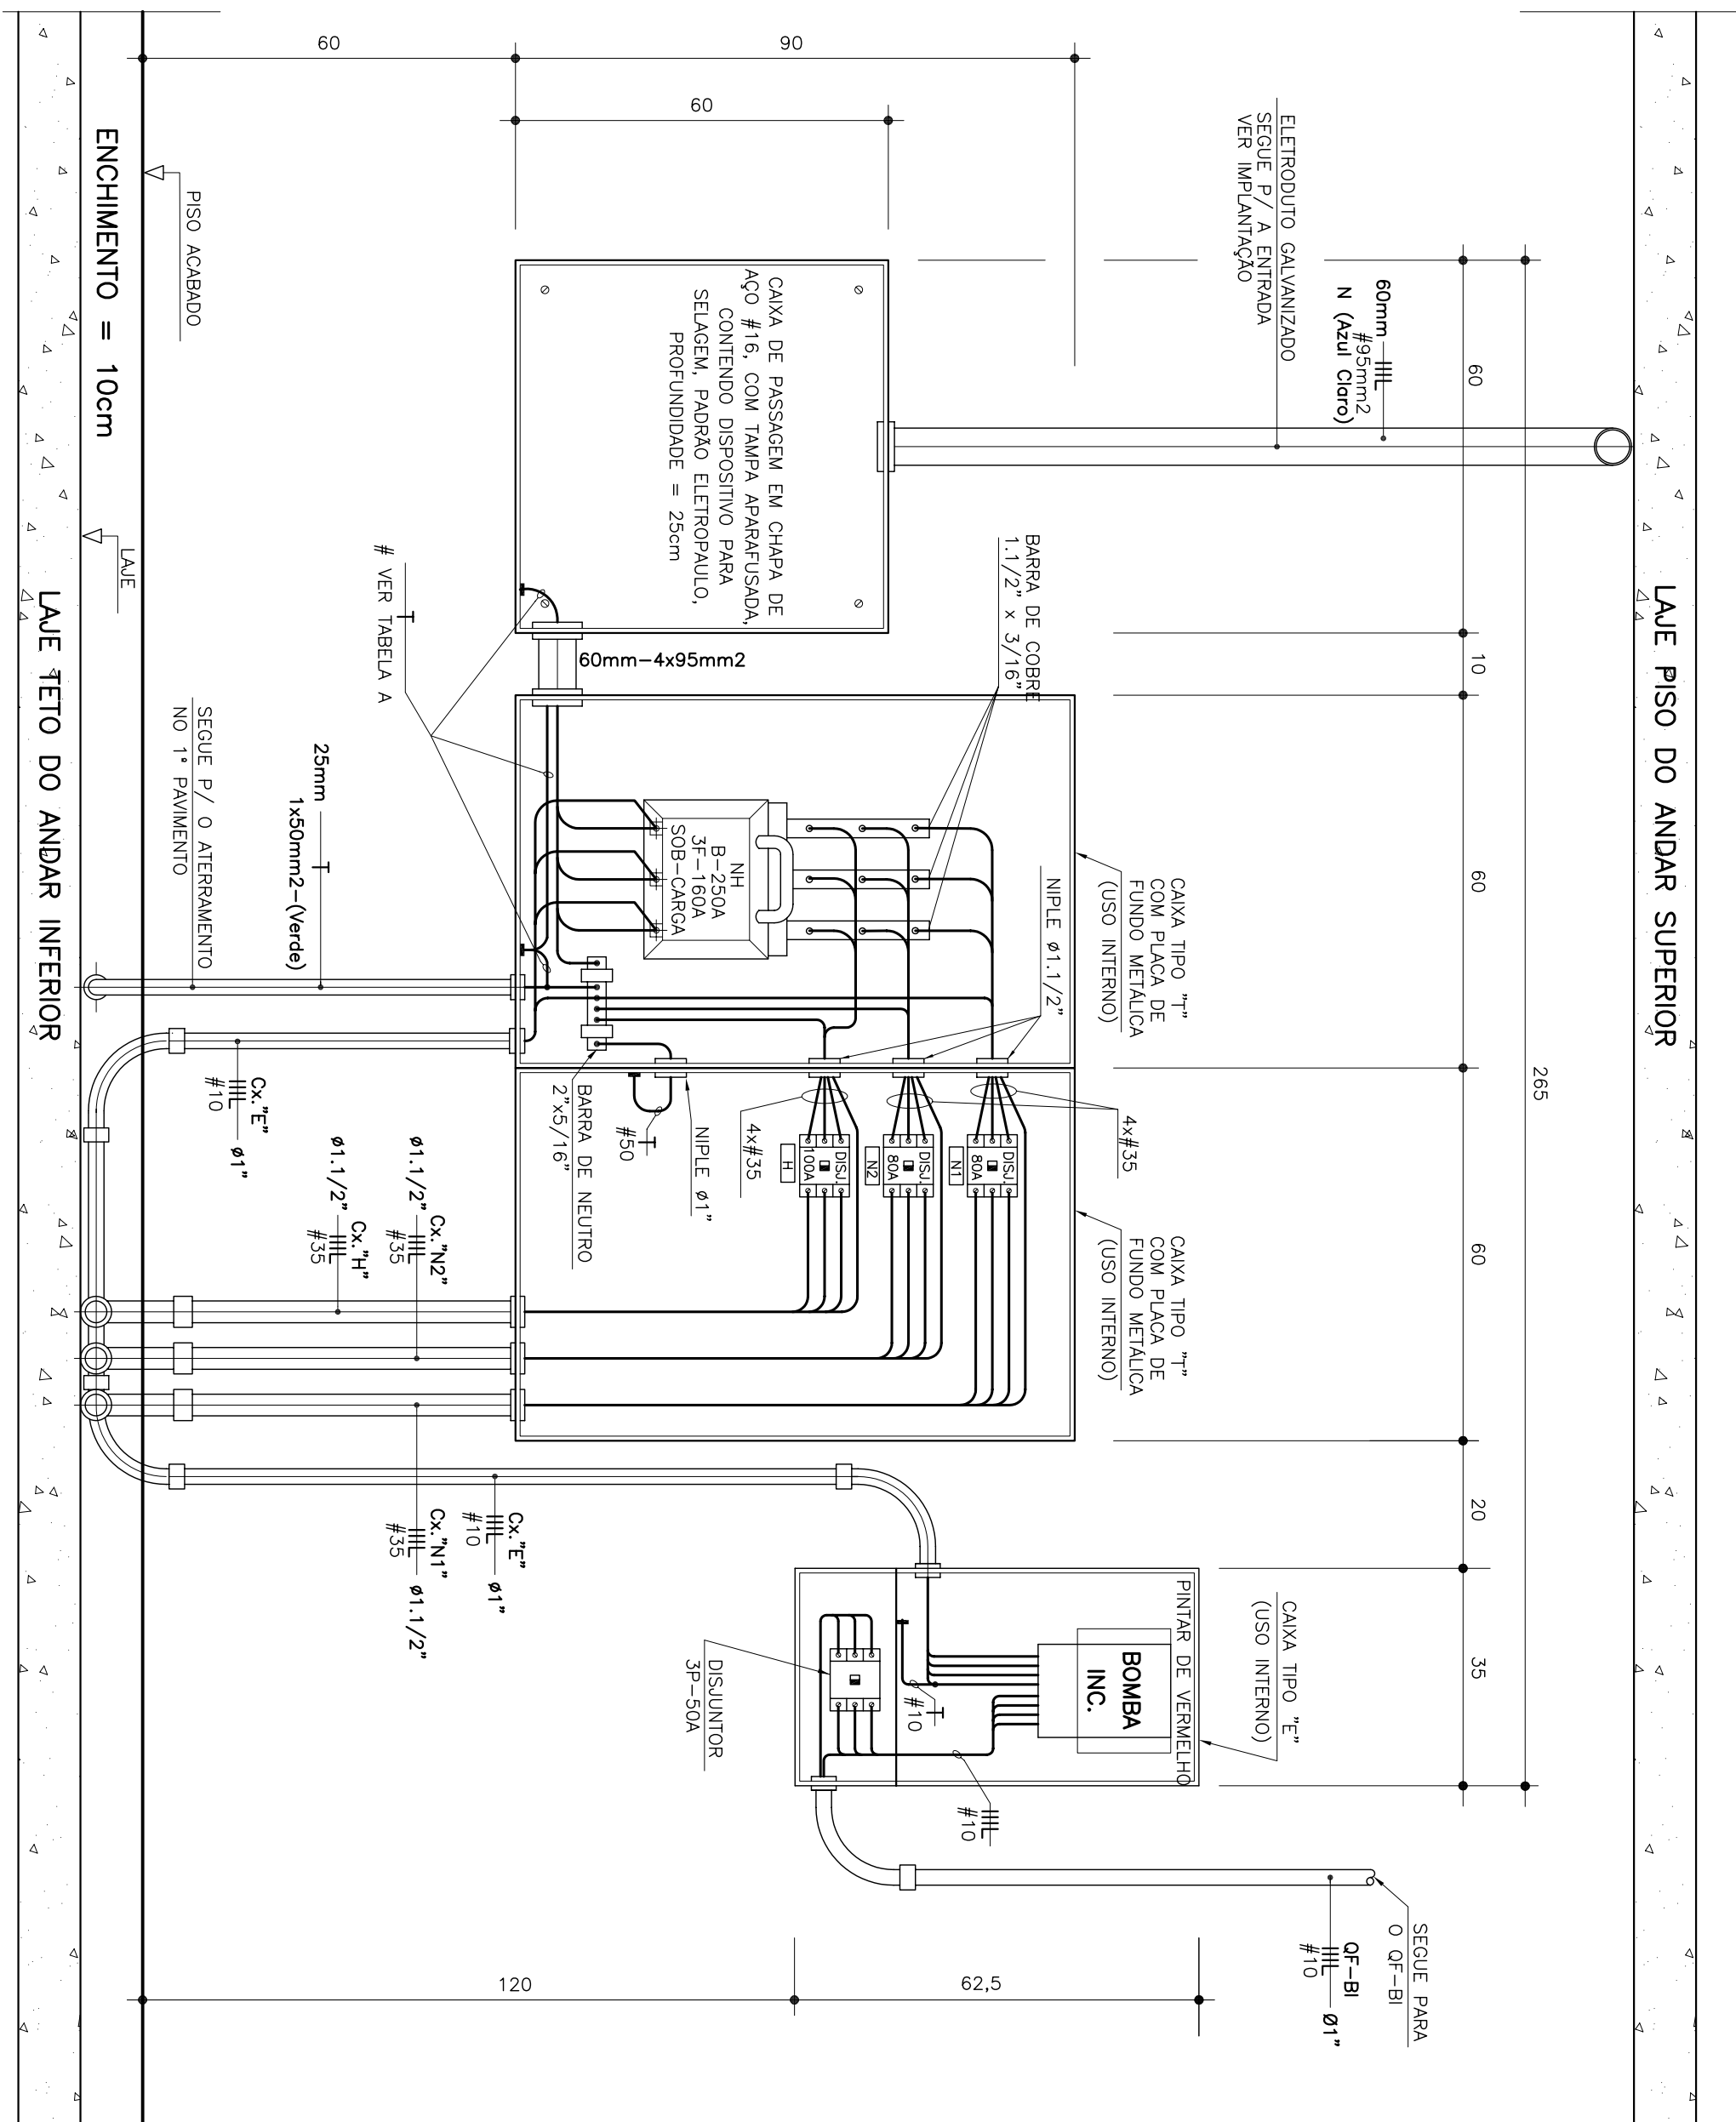 LAJE PISO DO ANDAR SUPERIOR
265
60
10
60
60
20
35
60mm
#95mm2
N (Azul Claro)
ELETRODUTO GALVANIZADO
SEGUE P/ A ENTRADA
VER IMPLANTAÇÃO
90
60
60
CAIXA DE PASSAGEM EM CHAPA DE
AÇO #16, COM TAMPA APARAFUSADA,
CONTENDO DISPOSITIVO PARA
SELAGEM, PADRÃO ELETROPAULO,
PROFUNDIDADE = 25cm
BARRA DE COBRE
1.1/2" x 3/16"
60mm-4x95mm2
T
# VER TABELA A
CAIXA TIPO "T"
COM PLACA DE
FUNDO METÁLICA
(USO INTERNO)
NIPLE ø1.1/2"
NH
B-250A
3F-160A
SOB-CARGA
CAIXA TIPO "T"
COM PLACA DE
FUNDO METÁLICA
(USO INTERNO)
4x#35
DISJ.
80A
N1
DISJ.
80A
N2
DISJ.
100A
H
4x#35
NIPLE ø1"
T
#50
BARRA DE NEUTRO
2"x5/16"
CAIXA TIPO "E"
(USO INTERNO)
PINTAR DE VERMELHO
BOMBA
INC.
T
#10
#10
DISJUNTOR
3P-50A
SEGUE PARA
O QF-BI
QF-BI
#10
Ø1"
62,5
120
25mm
T
1x50mm2-(Verde)
SEGUE P/ O ATERRAMENTO
NO 1º PAVIMENTO
Cx."E"
#10
ø1"
Cx."N2"
ø1.1/2"
#35
Cx."H"
ø1.1/2"
#35
Cx."E"
#10
ø1"
Cx."N1"
#35
ø1.1/2"
PISO ACABADO
ENCHIMENTO = 10cm
LAJE
LAJE TETO DO ANDAR INFERIOR